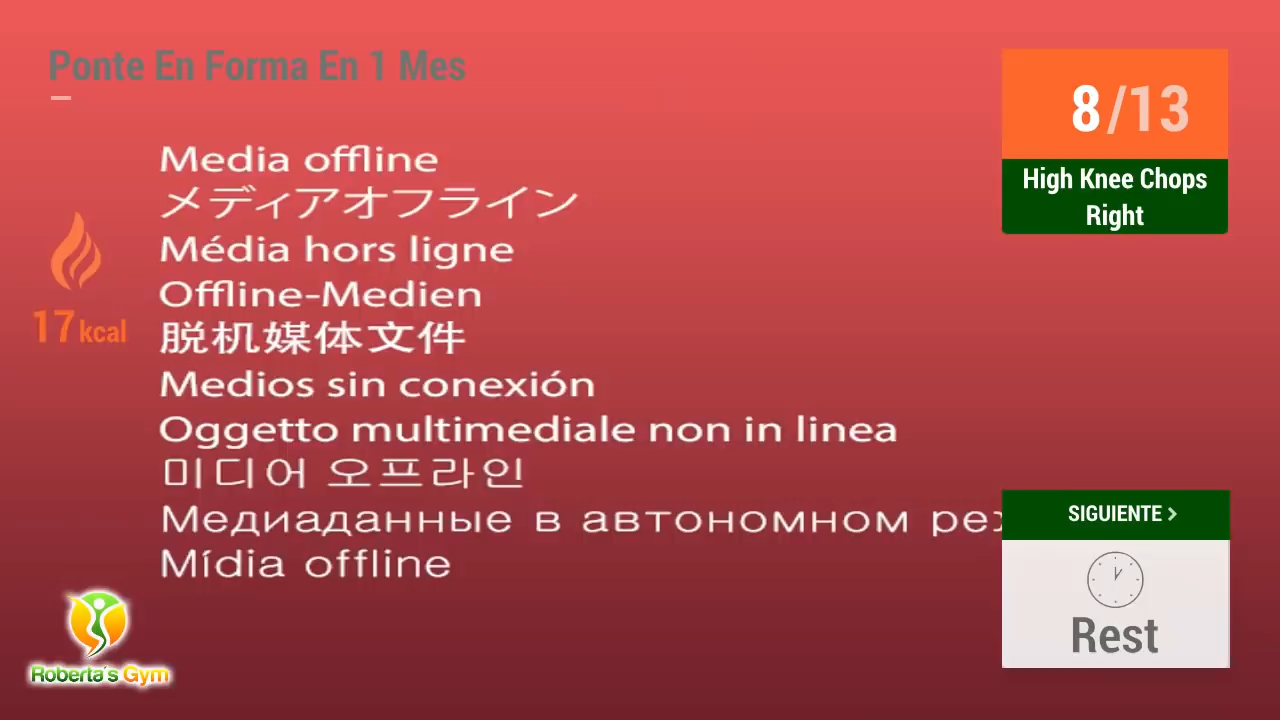 Ponte En Forma En 1 Mes
8/13
High Knee Chops
Right
Media offline
メディアオフライン
Média hors ligne
Offline-Medien
脱机媒体文件
Medios sin conexión
Oggetto multimediale non in linea
미디어 오프라인
Медиаданные в автономном
Mídia offline
17 kcal
SIGUIENTE >
Rest
Roberta´s Gym